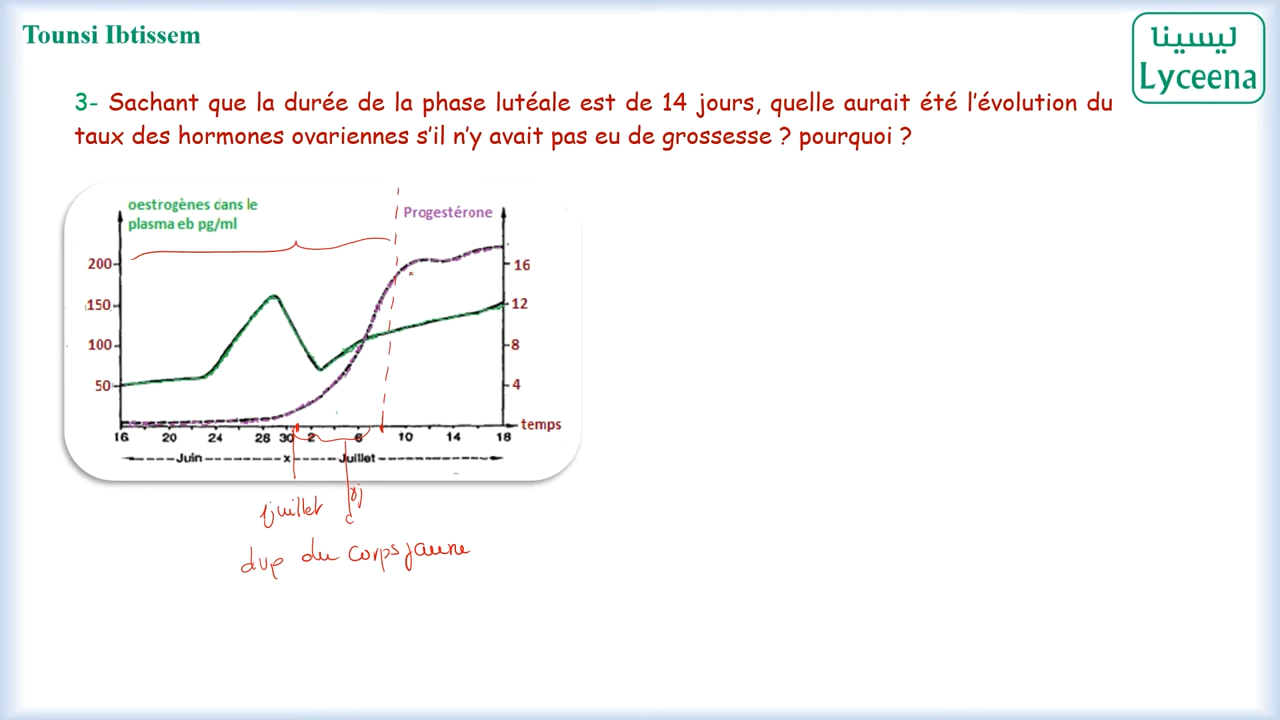 Tounsi Ibtissem
ليسينا
Lyceena
3- Sachant que la durée de la phase lutéale est de 14 jours, quelle aurait été l'évolution du
taux des hormones ovariennes s'il n'y avait pas eu de grossesse ? pourquoi ?
oestrogènes dans le
plasma eb pg/ml
Progestérone
200
150
100
50
16
12
8
4
temps
16 20 24 28 30 2 6 10 14 18
Juin x Juillet
1juillet
dvp du corps jaune